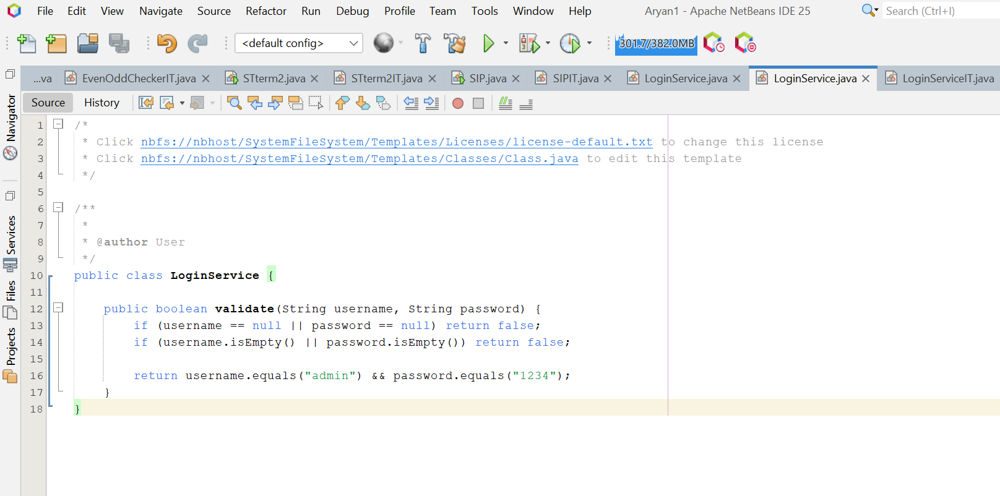 File Edit View Navigate Source Refactor Run Debug Profile Team Tools Window Help Aryan1 - Apache NetBeans IDE 25 Search (Ctrl+I)
<default config> 301.7/382.0MB
...va EvenOddCheckerIT.java STterm2.java STterm2IT.java SIP.java SIPIT.java LoginService.java LoginService.java LoginServiceIT.java
Source History
Navigator
Services
Files
Projects
1 /*
2 * Click nbfs://nbhost/SystemFileSystem/Templates/Licenses/license-default.txt to change this license
3 * Click nbfs://nbhost/SystemFileSystem/Templates/Classes/Class.java to edit this template
4 */
5
6 /**
7 *
8 * @author User
9 */
10 public class LoginService {
11
12 public boolean validate(String username, String password) {
13 if (username == null || password == null) return false;
14 if (username.isEmpty() || password.isEmpty()) return false;
15
16 return username.equals("admin") && password.equals("1234");
17 }
18 }